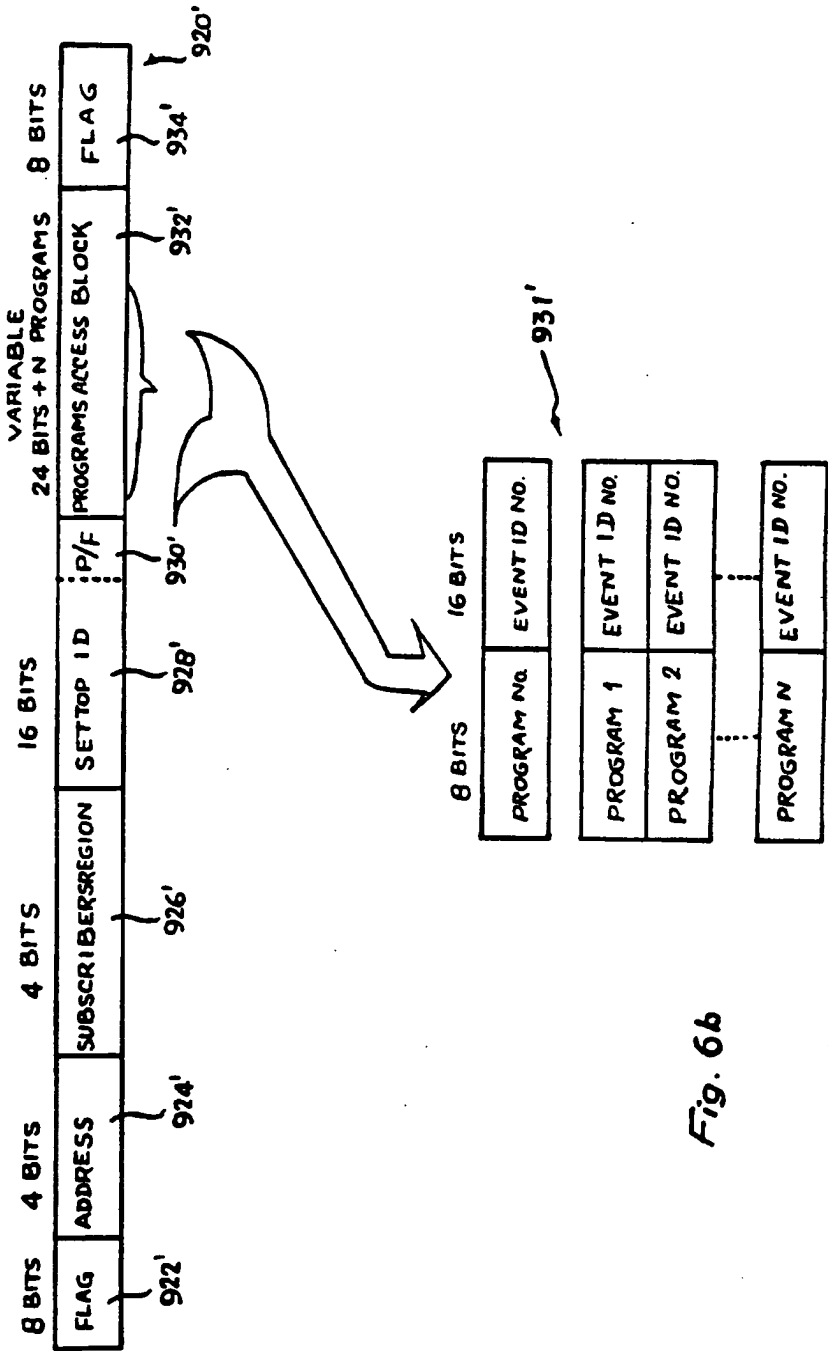 8 BITS 4 BITS 4 BITS 16 BITS VARIABLE
24 BITS + N PROGRAMS 8 BITS
FLAG ADDRESS SUBSCRIBERSREGION SETTOP ID P/F PROGRAMS ACCESS BLOCK FLAG
922' 924' 926' 928' 930' 932' 934' 920'
8 BITS 16 BITS
PROGRAM NO. EVENT ID NO.
931'
PROGRAM 1 EVENT ID NO.
PROGRAM 2 EVENT ID NO.
PROGRAM N EVENT ID NO.
Fig. 6b